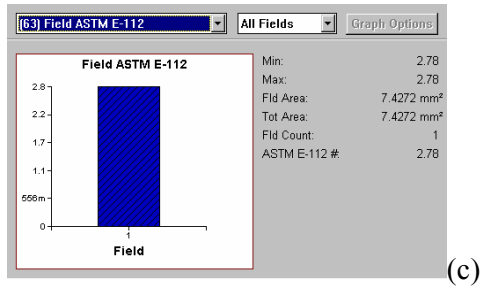 (63) Field ASTM E-112 All Fields Graph Options
Field ASTM E-112
2.8
2.2
1.7
1.1
556m
0
1
Field
Min: 2.78
Max: 2.78
Fld Area: 7.4272 mm²
Tot Area: 7.4272 mm²
Fld Count: 1
ASTM E-112 #: 2.78
(c)